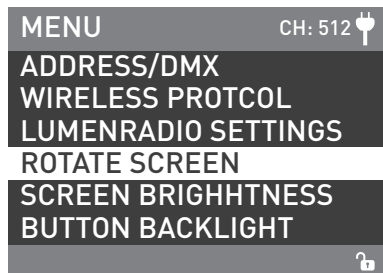 MENU CH: 512
ADDRESS/DMX
WIRELESS PROTCOL
LUMENRADIO SETTINGS
ROTATE SCREEN
SCREEN BRIGHHTNESS
BUTTON BACKLIGHT